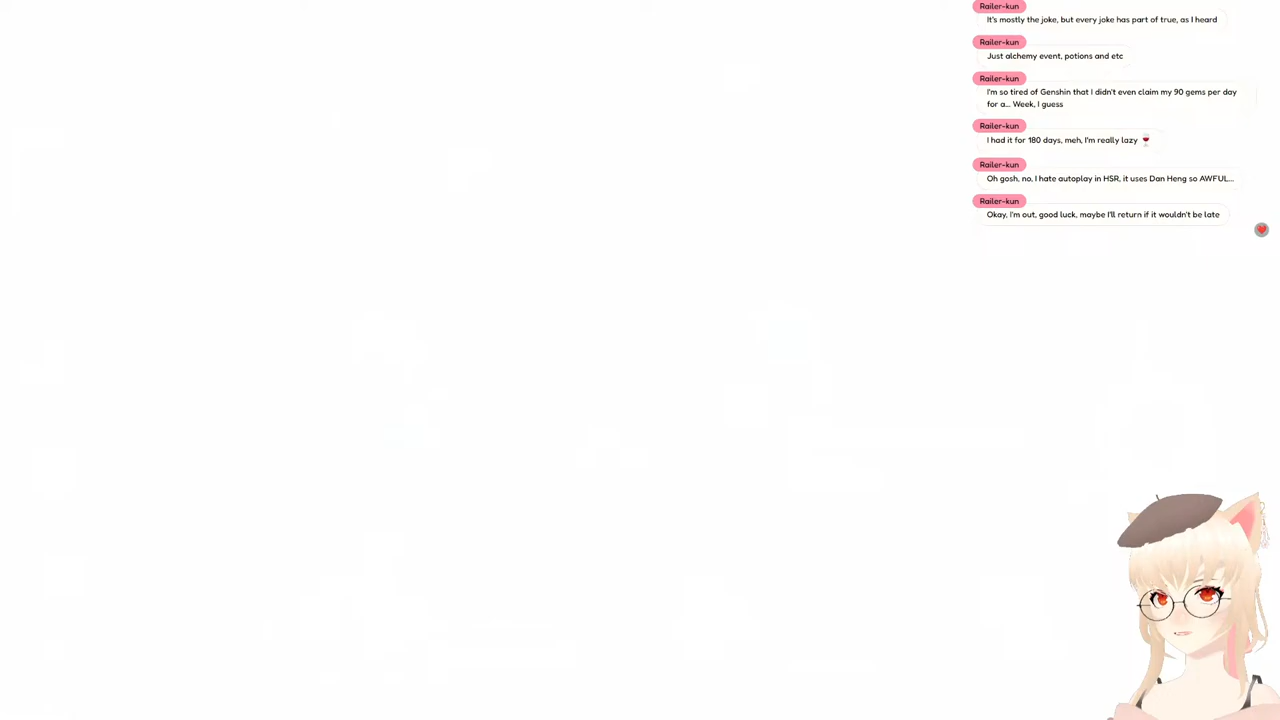 Railer-kun
It's mostly the joke, but every joke has part of true, as I heard
Railer-kun
Just alchemy event, potions and etc
Railer-kun
I'm so tired of Genshin that I didn't even claim my 90 gems per day
for a... Week, I guess
Railer-kun
I had it for 180 days, meh, I'm really lazy 🍷
Railer-kun
Oh gosh, no, I hate autoplay in HSR, it uses Dan Heng so AWFUL...
Railer-kun
Okay, I'm out, good luck, maybe I'll return if it wouldn't be late